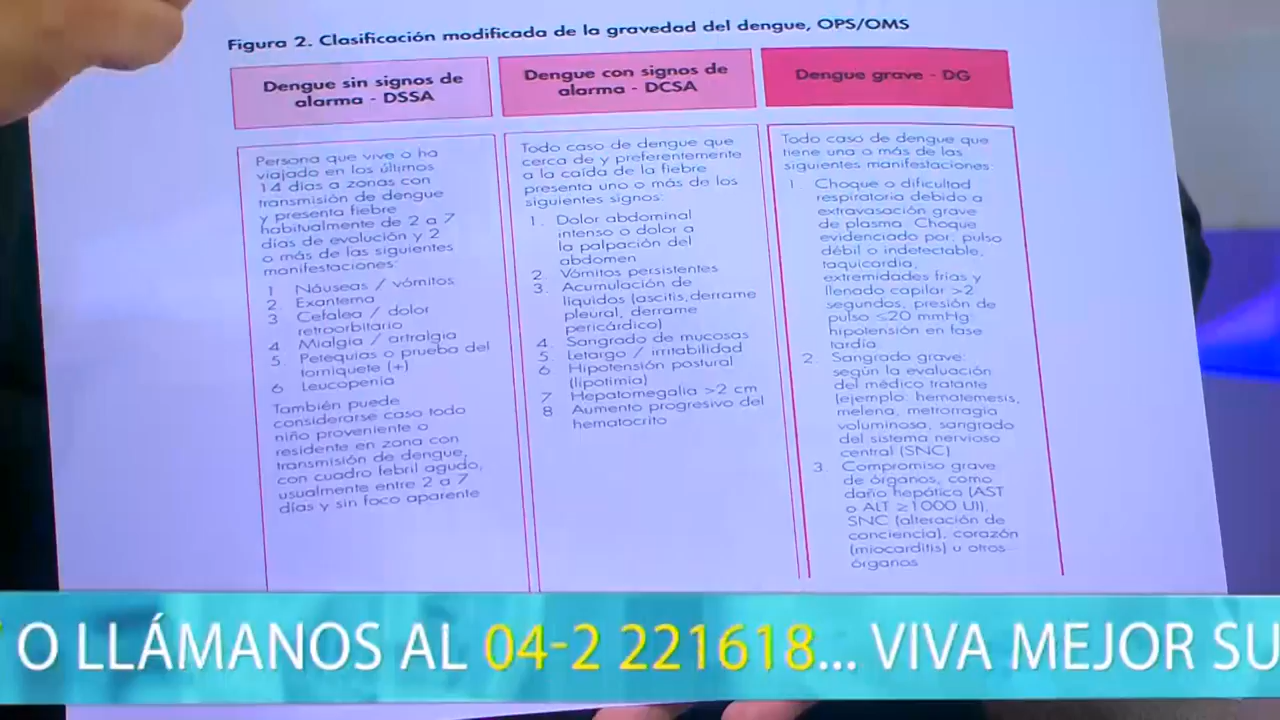 Figura 2. Clasificación modificada de la gravedad del dengue, OPS/OMS
Dengue sin signos de
alarma - DSSA
Persona que vive o ha
viajado en los últimos
14 días a zonas con
transmisión de dengue
y presenta fiebre
habitualmente de 2 a 7
días de evolución y 2
o más de las siguientes
manifestaciones:
1 Náuseas / vómitos
2. Exantema
3. Cefalea / dolor
retroorbitario
4. Mialgia / artralgia
5. Petequias o prueba del
torniquete (+)
6 Leucopenia
También puede
considerarse caso todo
niño proveniente o
residente en zona con
transmisión de dengue,
con cuadro febril agudo,
usualmente entre 2 a 7
días y sin foco aparente
Dengue con signos de
alarma - DCSA
Todo caso de dengue que
cerca de y preferentemente
a la caída de la fiebre
presenta uno o más de los
siguientes signos:
1. Dolor abdominal
intenso o dolor a
la palpación del
abdomen
2. Vómitos persistentes
3. Acumulación de
líquidos (ascitis, derrame
pleural, derrame
pericárdico)
4. Sangrado de mucosas
5. Letargo / irritabilidad
6 Hipotensión postural
(lipotimia)
7 Hepatomegalia >2 cm
8 Aumento progresivo del
hematocrito
Dengue grave - DG
Todo caso de dengue que
tiene una o más de las
siguientes manifestaciones:
1. Choque o dificultad
respiratoria debido a
extravasación grave
de plasma. Choque
evidenciado por: pulso
débil o indetectable,
taquicardia,
extremidades frías y
llenado capilar >2
segundos, presión de
pulso ≤20 mmHg:
hipotensión en fase
tardía.
2. Sangrado grave:
según la evaluación
del médico tratante
(ejemplo: hematemesis,
melena, metrorragia
voluminosa, sangrado
del sistema nervioso
central (SNC)
3. Compromiso grave
de órganos, como
daño hepático (AST
o ALT ≥1000 UI),
SNC (alteración de
conciencia), corazón
(miocarditis) u otros
órganos
O LLÁMANOS AL 04-2 221618... VIVA MEJOR SU